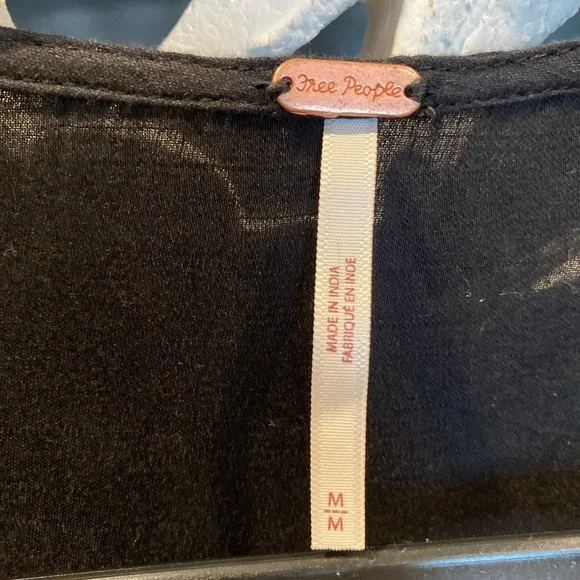 Free People
MADE IN INDIA
FABRIQUÉ EN INDE
M
M